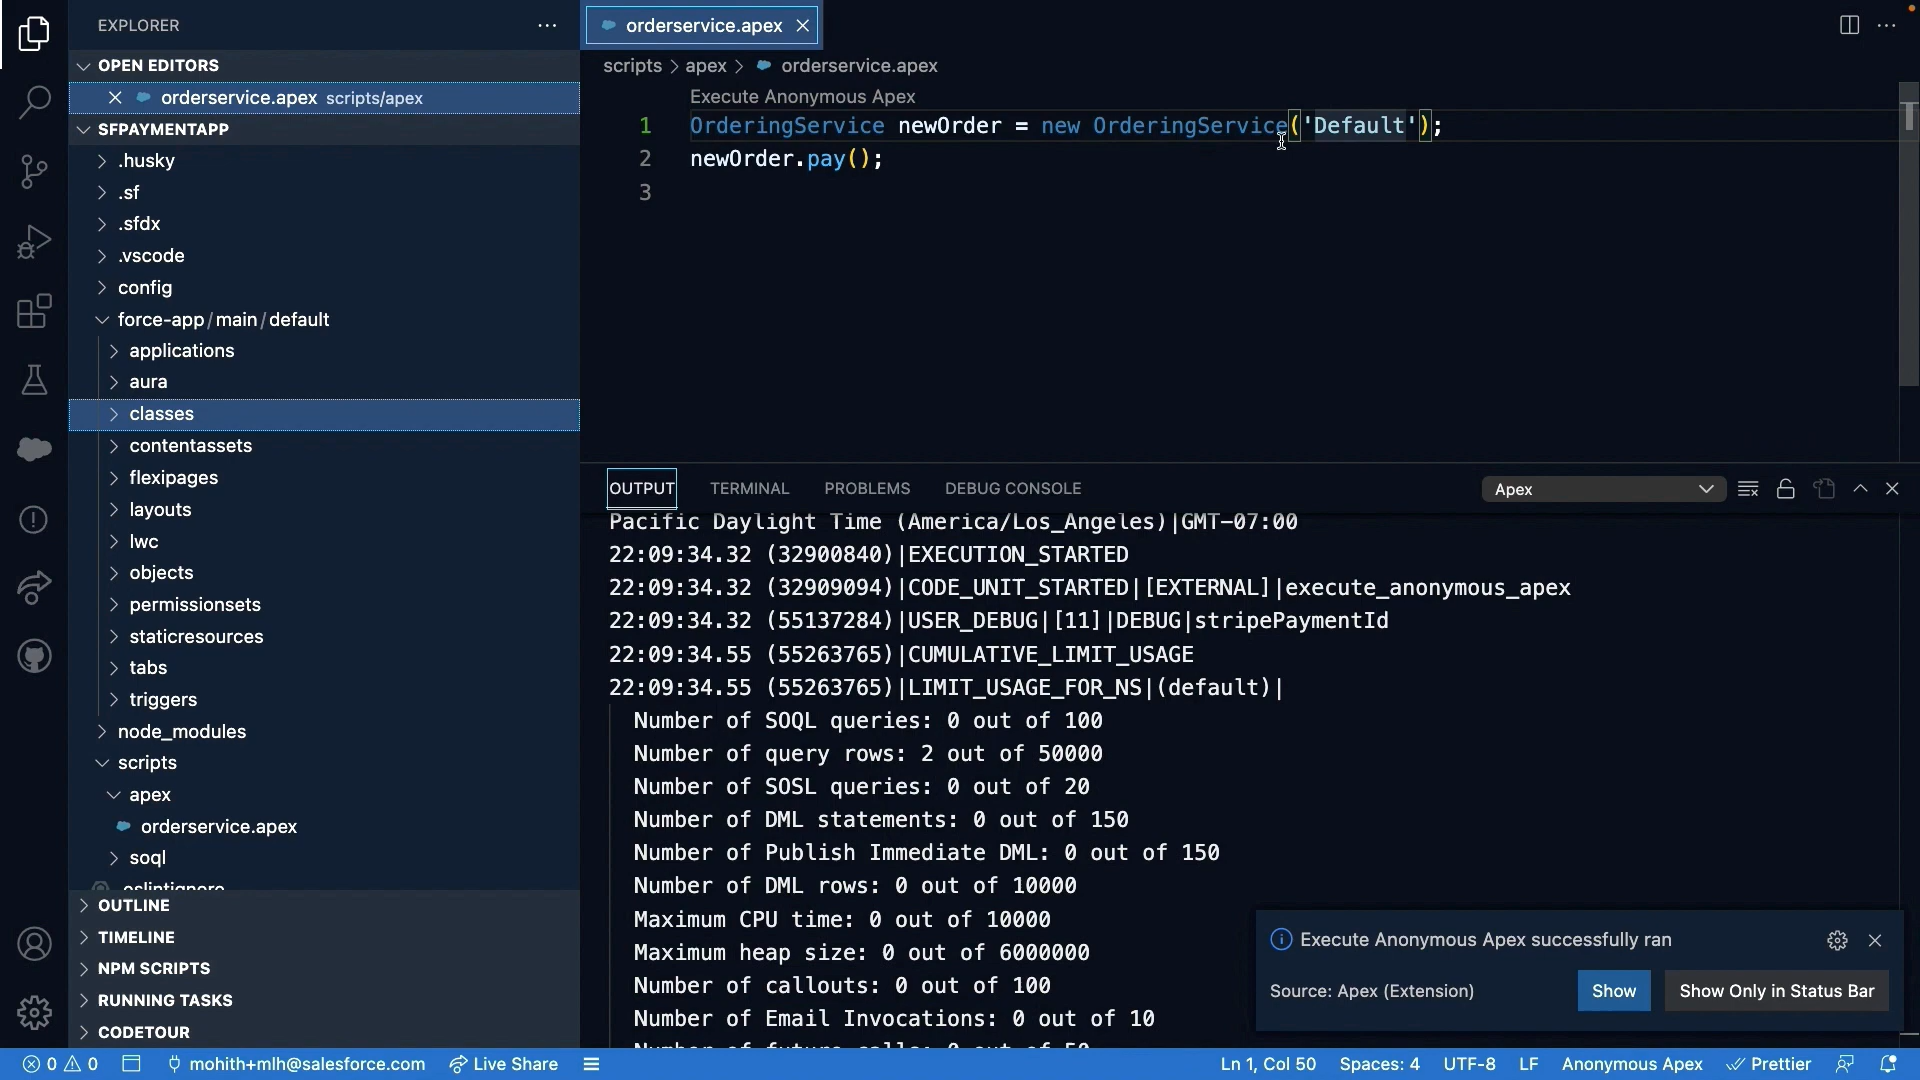 EXPLORER
OPEN EDITORS
orderservice.apex scripts/apex
SFPAYMENTAPP
.husky
.sf
.sfdx
.vscode
config
force-app/main/default
applications
aura
classes
contentassets
flexipages
layouts
lwc
objects
permissionsets
staticresources
tabs
triggers
node_modules
scripts
apex
orderservice.apex
soql
.eslintignore
OUTLINE
TIMELINE
NPM SCRIPTS
RUNNING TASKS
CODETOUR
orderservice.apex
scripts > apex > orderservice.apex
Execute Anonymous Apex
1 OrderingService newOrder = new OrderingService('Default');
2 newOrder.pay();
3
OUTPUT TERMINAL PROBLEMS DEBUG CONSOLE Apex
Pacific Daylight Time (America/Los_Angeles)|GMT-07:00
22:09:34.32 (32900840)|EXECUTION_STARTED
22:09:34.32 (32909094)|CODE_UNIT_STARTED|[EXTERNAL]|execute_anonymous_apex
22:09:34.32 (55137284)|USER_DEBUG|[11]|DEBUG|stripePaymentId
22:09:34.55 (55263765)|CUMULATIVE_LIMIT_USAGE
22:09:34.55 (55263765)|LIMIT_USAGE_FOR_NS|(default)|
Number of SOQL queries: 0 out of 100
Number of query rows: 2 out of 50000
Number of SOSL queries: 0 out of 20
Number of DML statements: 0 out of 150
Number of Publish Immediate DML: 0 out of 150
Number of DML rows: 0 out of 10000
Maximum CPU time: 0 out of 10000
Maximum heap size: 0 out of 6000000
Number of callouts: 0 out of 100
Number of Email Invocations: 0 out of 10
Number of future calls: 0 out of 50
Execute Anonymous Apex successfully ran
Source: Apex (Extension)
Show
Show Only in Status Bar
0 0 mohith+mlh@salesforce.com Live Share Ln 1, Col 50 Spaces: 4 UTF-8 LF Anonymous Apex Prettier